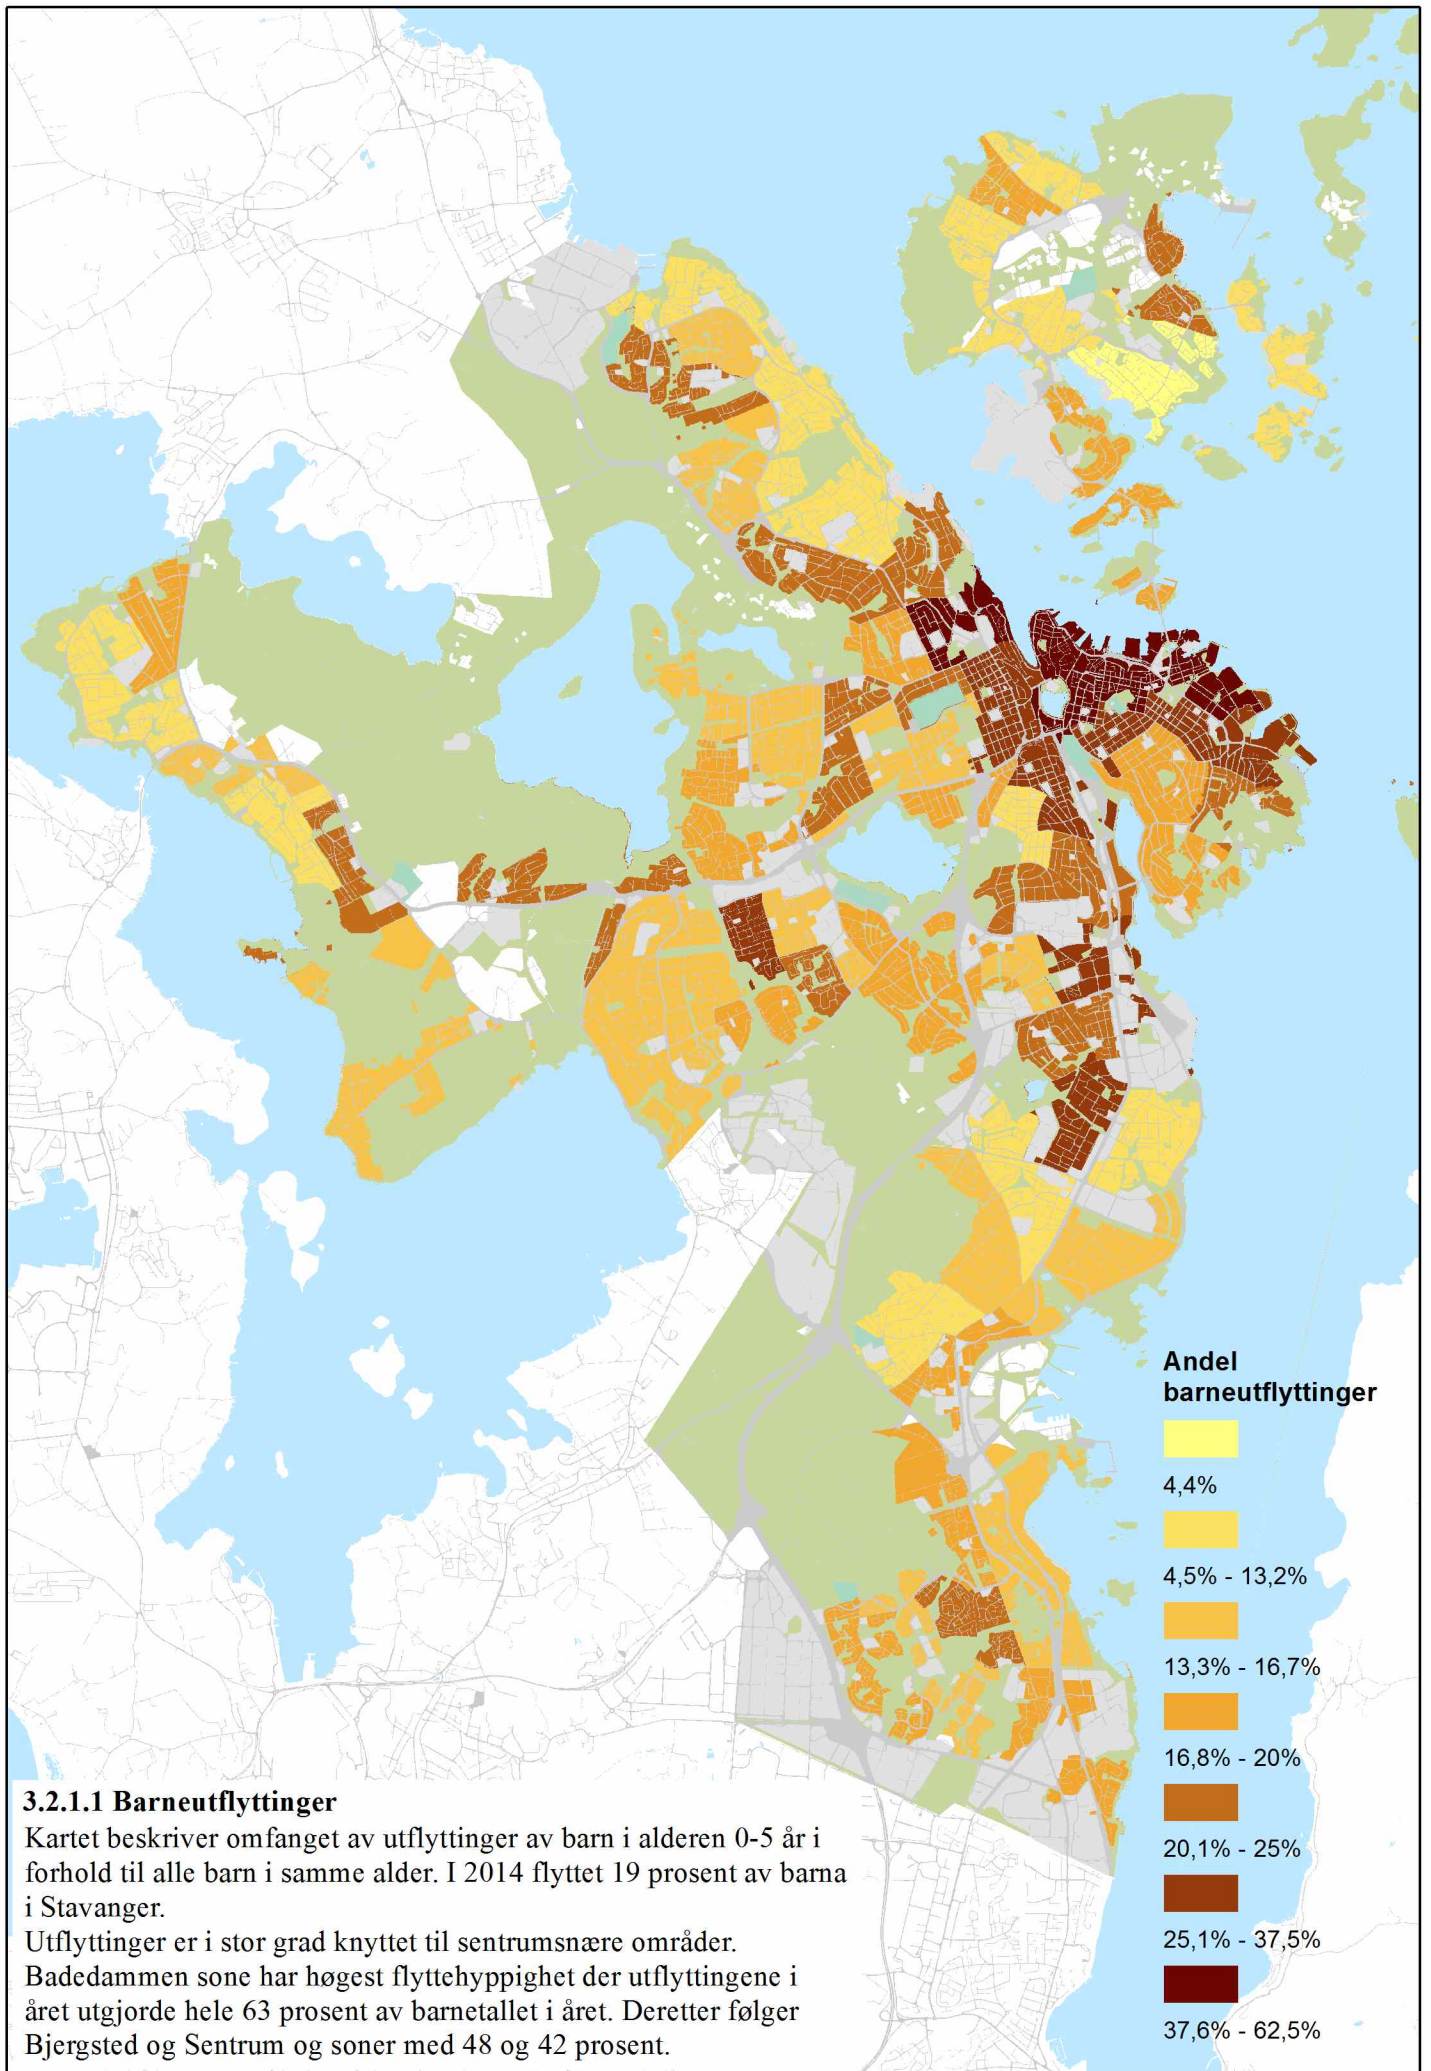 Andel
barneutflyttinger
4,4%
4,5% - 13,2%
13,3% - 16,7%
16,8% - 20%
20,1% - 25%
25,1% - 37,5%
37,6% - 62,5%
3.2.1.1 Barneutflyttinger
Kartet beskriver omfanget av utflyttinger av barn i alderen 0-5 år i
forhold til alle barn i samme alder. I 2014 flyttet 19 prosent av barna
i Stavanger.
Utflyttinger er i stor grad knyttet til sentrumsnære områder.
Badedammen sone har høgest flyttehyppighet der utflyttingene i
året utgjorde hele 63 prosent av barnetallet i året. Deretter følger
Bjergsted og Sentrum og soner med 48 og 42 prosent.